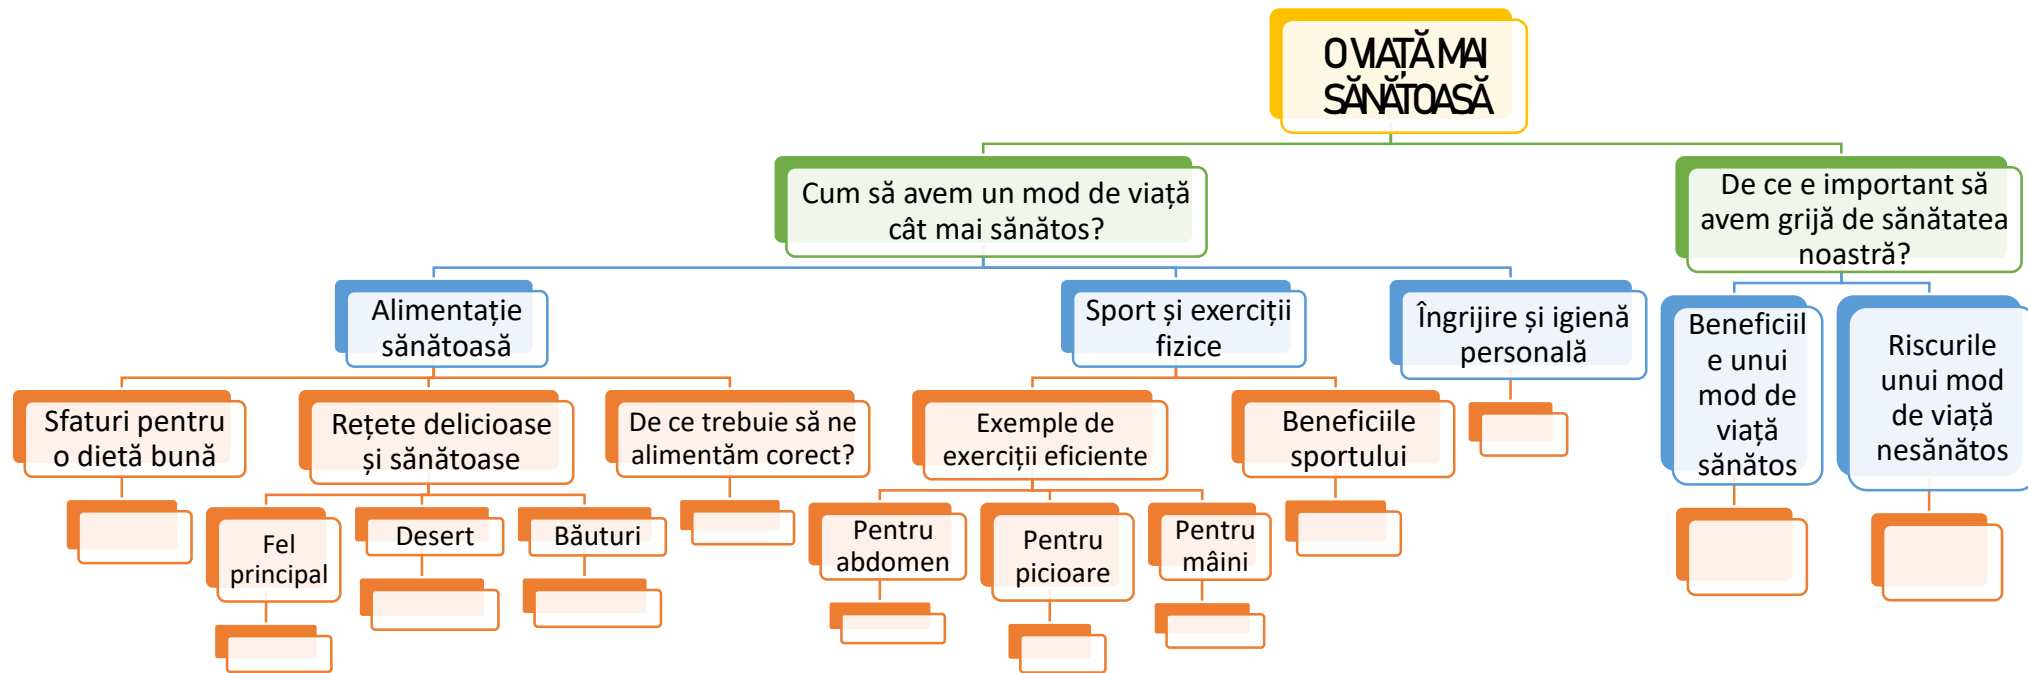 O VIAȚĂ MAI
SĂNĂTOASĂ
Cum să avem un mod de viață
cât mai sănătos?
De ce e important să
avem grijă de sănătatea
noastră?
Alimentație
sănătoasă
Sport și exerciții
fizice
Îngrijire și igienă
personală
Beneficiil
e unui
mod de
viață
sănătos
Riscurile
unui mod
de viață
nesănătos
Sfaturi pentru
o dietă bună
Rețete delicioase
și sănătoase
De ce trebuie să ne
alimentăm corect?
Exemple de
exerciții eficiente
Beneficiile
sportului
Fel
principal
Desert
Băuturi
Pentru
abdomen
Pentru
picioare
Pentru
mâini